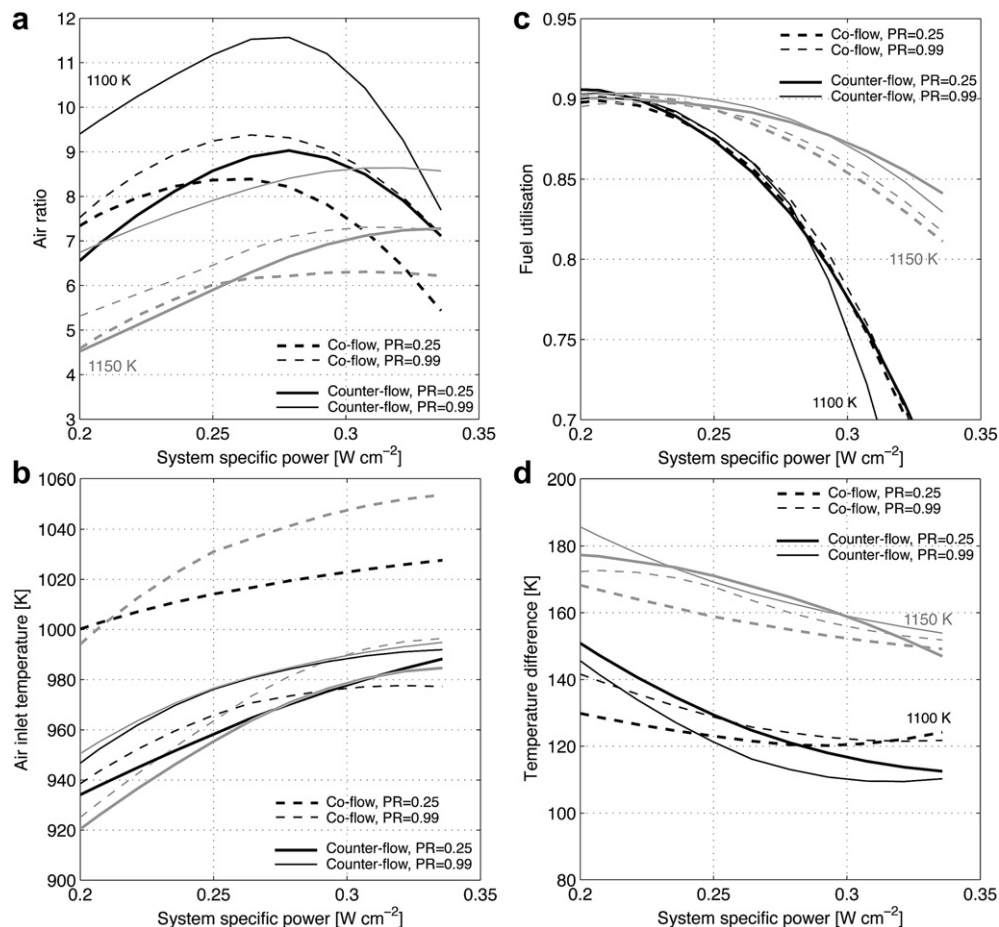 a
12
11
10
9
8
7
6
5
4
3
Air ratio
1100 K
1150 K
Co-flow, PR=0.25
Co-flow, PR=0.99
Counter-flow, PR=0.25
Counter-flow, PR=0.99
0.2 0.25 0.3 0.35
System specific power [W cm⁻²]
b
1060
1040
1020
1000
980
960
940
920
900
Air inlet temperature [K]
Co-flow, PR=0.25
Co-flow, PR=0.99
Counter-flow, PR=0.25
Counter-flow, PR=0.99
0.2 0.25 0.3 0.35
System specific power [W cm⁻²]
c
0.95
0.9
0.85
0.8
0.75
0.7
Fuel utilisation
Co-flow, PR=0.25
Co-flow, PR=0.99
Counter-flow, PR=0.25
Counter-flow, PR=0.99
1150 K
1100 K
0.2 0.25 0.3 0.35
System specific power [W cm⁻²]
d
200
180
160
140
120
100
80
Temperature difference [K]
Co-flow, PR=0.25
Co-flow, PR=0.99
Counter-flow, PR=0.25
Counter-flow, PR=0.99
1150 K
1100 K
0.2 0.25 0.3 0.35
System specific power [W cm⁻²]